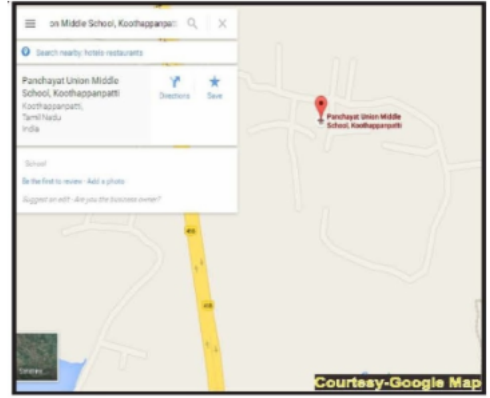 on Middle School, Koothappanpat
Search nearby: hotels restaurants
Panchayat Union Middle
School, Koothappanpatti
Koothappanpatti,
Tamil Nadu
India
Directions
Save
School
Be the first to review · Add a photo
Suggest an edit · Are you the business owner?
Panchayat Union Middle
School, Koothappanpatti
Courtesy-Google Map